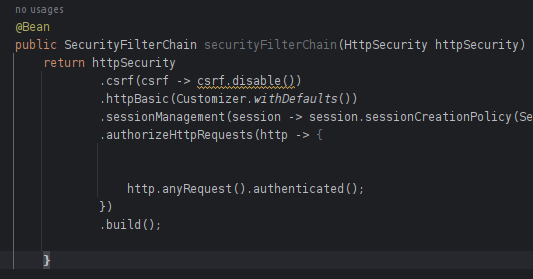 no usages
@Bean
public SecurityFilterChain securityFilterChain(HttpSecurity httpSecurity)
return httpSecurity
.csrf(csrf -> csrf.disable())
.httpBasic(Customizer.withDefaults())
.sessionManagement(session -> session.sessionCreationPolicy(Se
.authorizeHttpRequests(http -> {
http.anyRequest().authenticated();
})
.build();
}